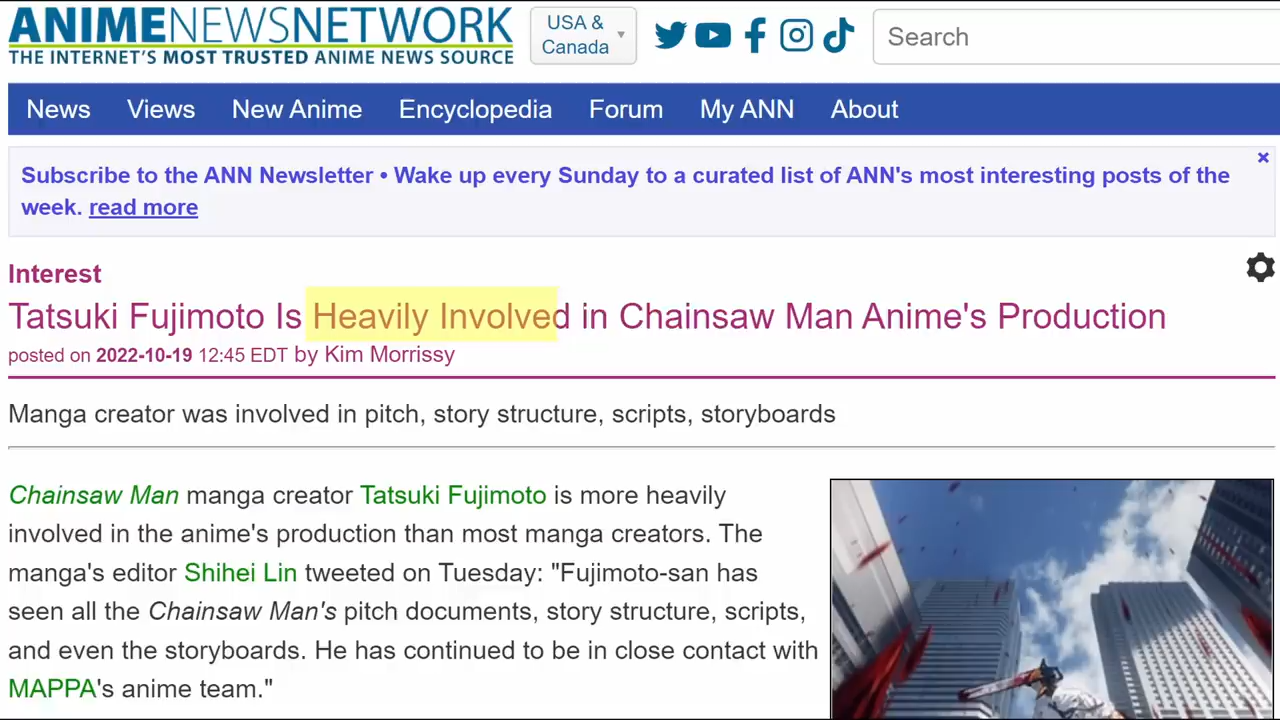 ANIMENEWSNETWORK
THE INTERNET'S MOST TRUSTED ANIME NEWS SOURCE
USA &
Canada
Search
News Views New Anime Encyclopedia Forum My ANN About
Subscribe to the ANN Newsletter • Wake up every Sunday to a curated list of ANN's most interesting posts of the
week. read more
Interest
Tatsuki Fujimoto Is Heavily Involved in Chainsaw Man Anime's Production
posted on 2022-10-19 12:45 EDT by Kim Morrissy
Manga creator was involved in pitch, story structure, scripts, storyboards
Chainsaw Man manga creator Tatsuki Fujimoto is more heavily
involved in the anime's production than most manga creators. The
manga's editor Shihei Lin tweeted on Tuesday: "Fujimoto-san has
seen all the Chainsaw Man's pitch documents, story structure, scripts,
and even the storyboards. He has continued to be in close contact with
MAPPA's anime team."